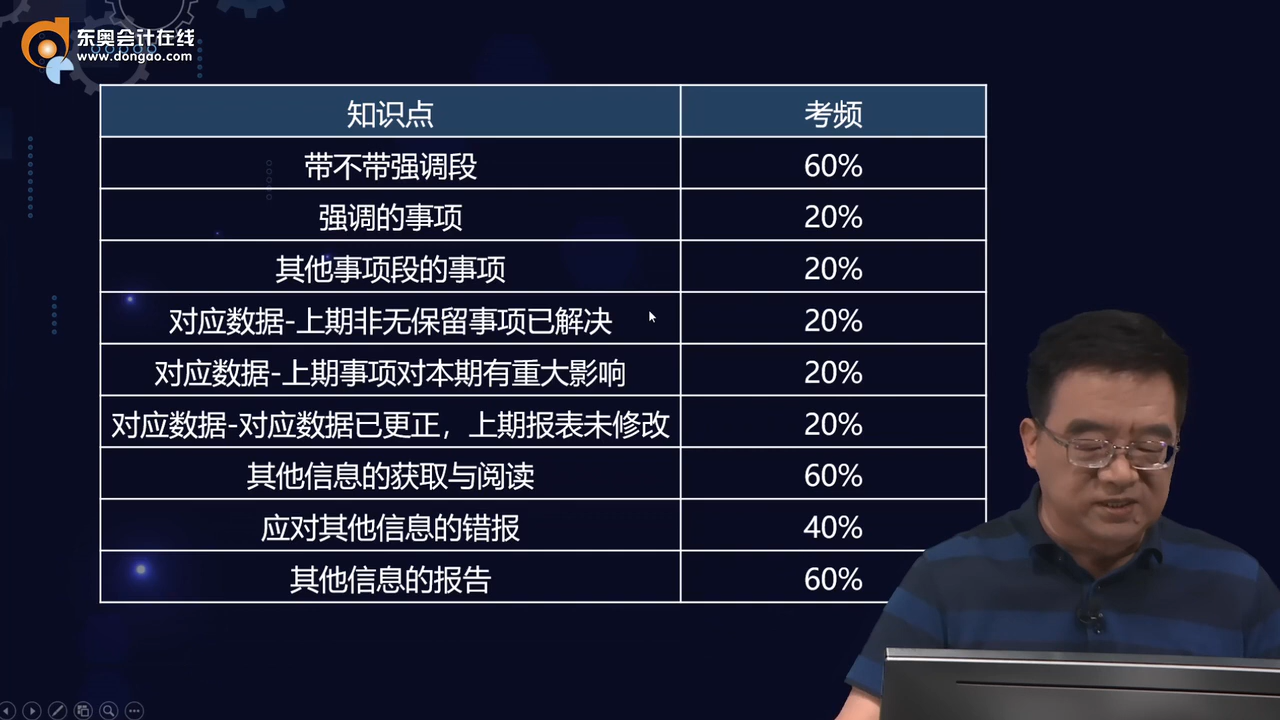 东奥会计在线
www.dongao.com
知识点 考频
带不带强调段 60%
强调的事项 20%
其他事项段的事项 20%
对应数据-上期非无保留事项已解决 20%
对应数据-上期事项对本期有重大影响 20%
对应数据-对应数据已更正，上期报表未修改 20%
其他信息的获取与阅读 60%
应对其他信息的错报 40%
其他信息的报告 60%